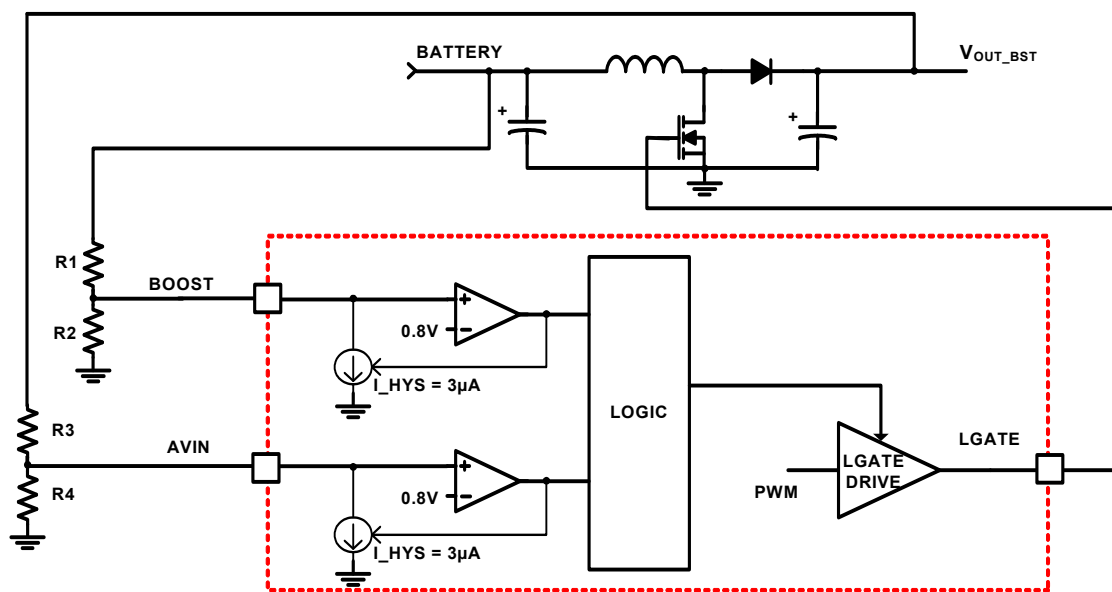 BATTERY
VOUT_BST
+
+
R1
BOOST
R2
+
0.8V
−
I_HYS = 3µA
LOGIC
R3
AVIN
R4
+
0.8V
−
I_HYS = 3µA
PWM
LGATE
DRIVE
LGATE